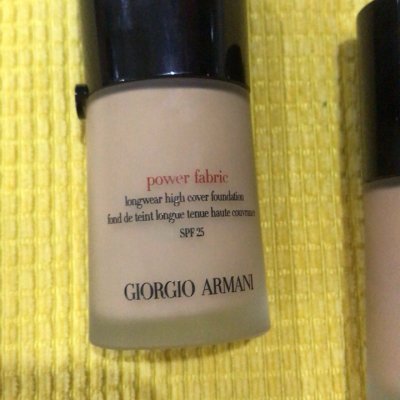 power fabric
longwear high cover foundation
fond de teint longue tenue haute couvrance
SPF 25
GIORGIO ARMANI